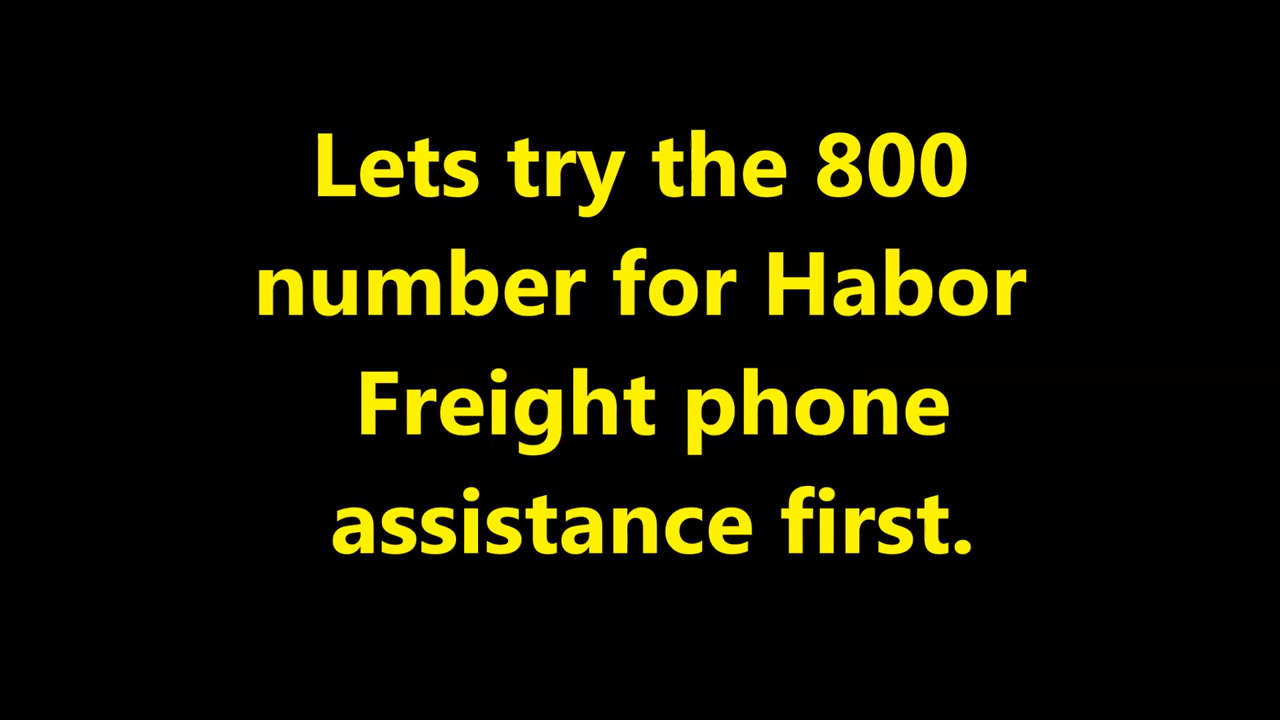 Lets try the 800
number for Habor
Freight phone
assistance first.